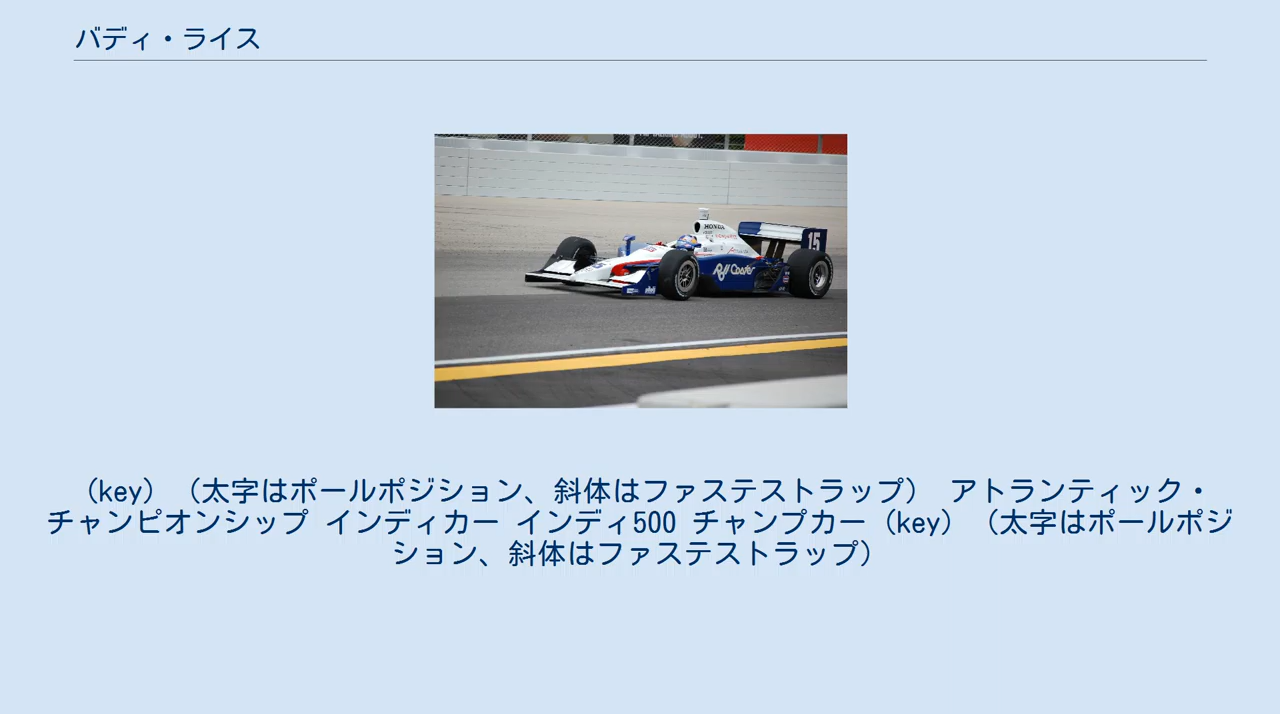 バディ・ライス
HONDA
15
Roll Coater
（key）（太字はポールポジション、斜体はファステストラップ） アトランティック・
チャンピオンシップ インディカー インディ500 チャンプカー（key）（太字はポールポジ
ション、斜体はファステストラップ）